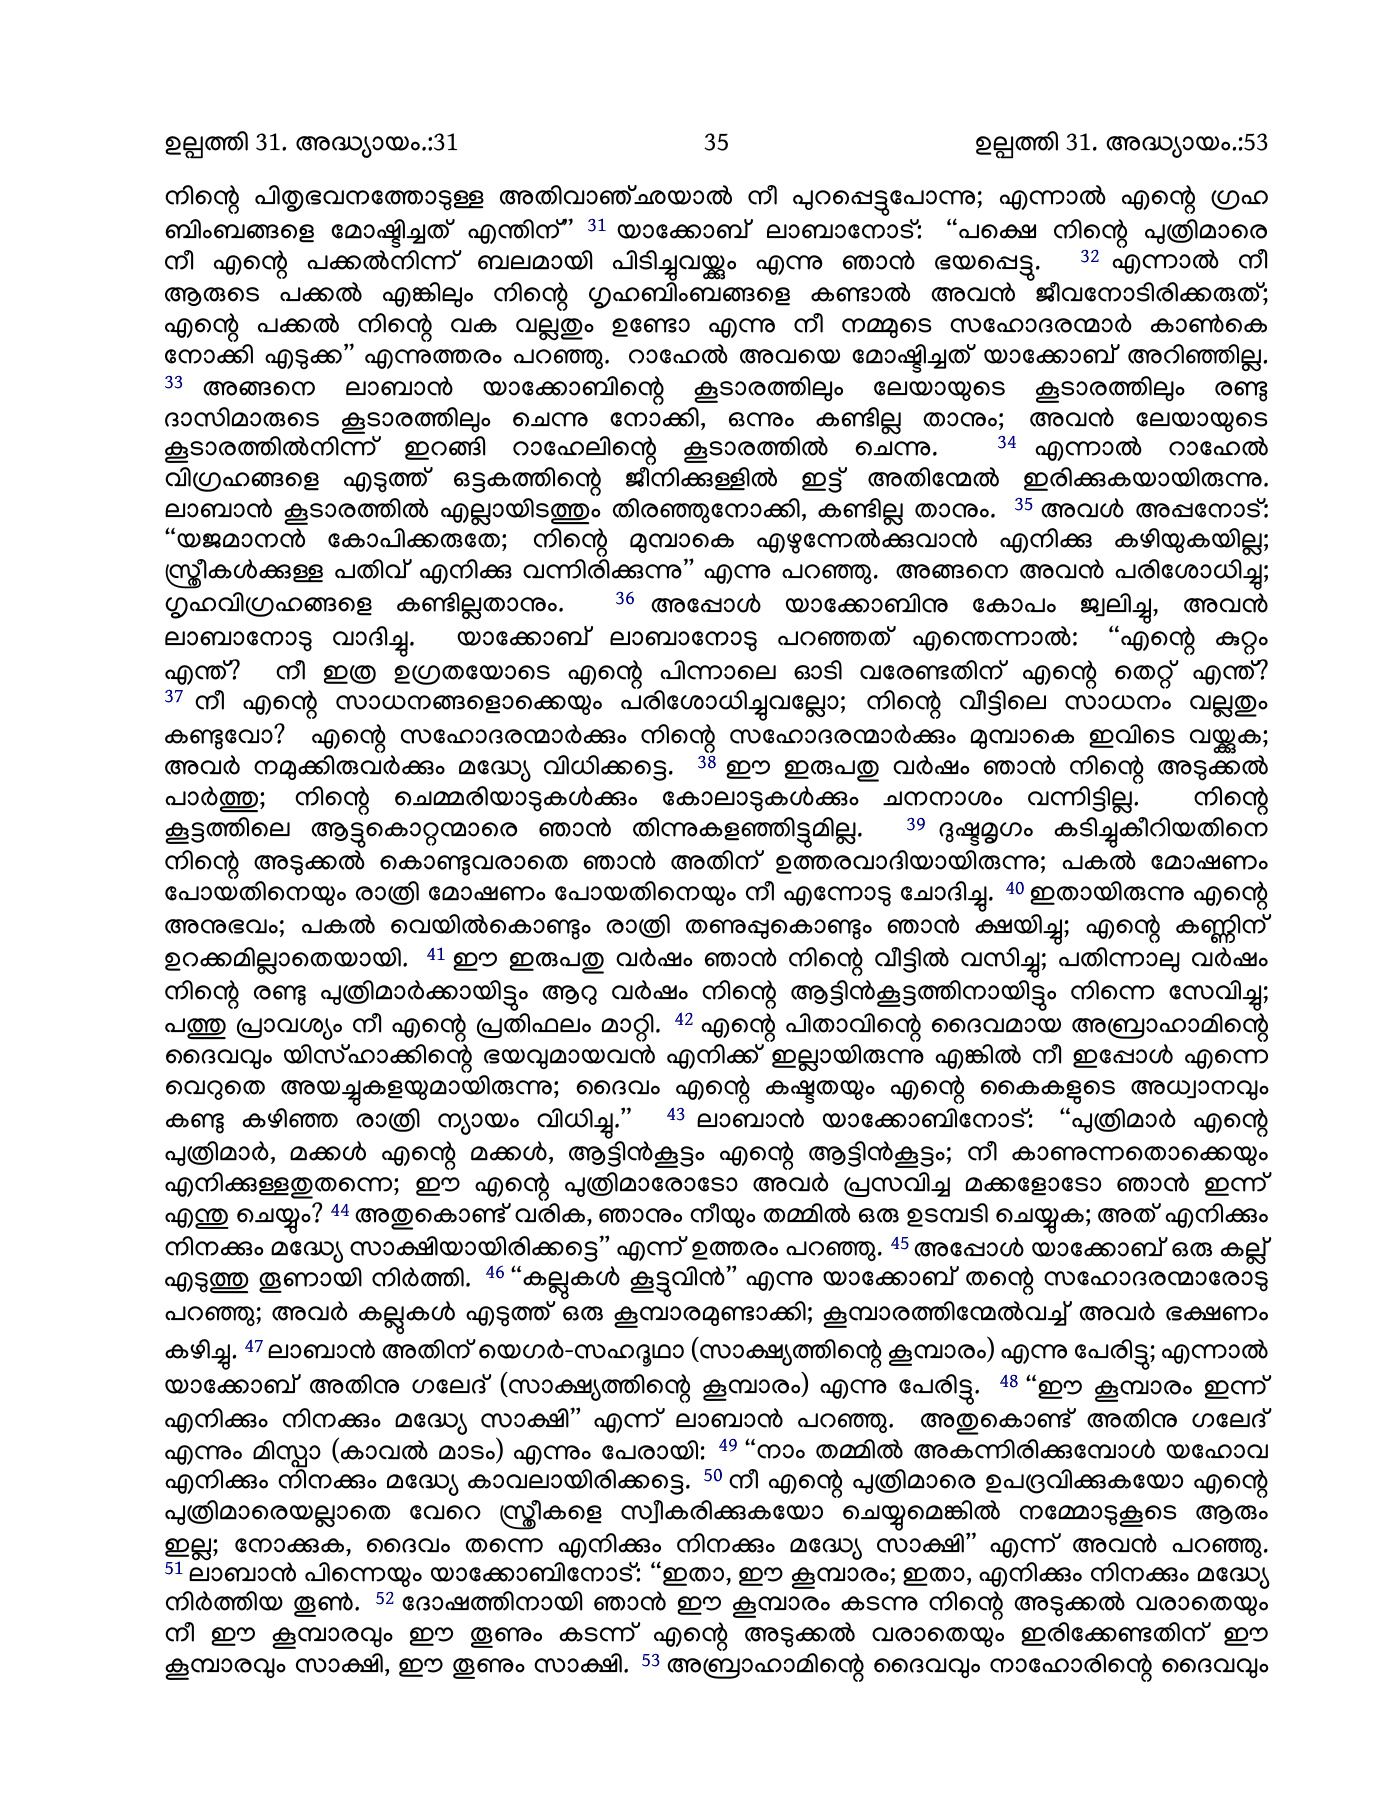 ഉല്പത്തി 31. അദ്ധ്യായം.:31 35 ഉല്പത്തി 31. അദ്ധ്യായം.:53
നിന്റെ പിതൃഭവനത്തോടുള്ള അതിവാഞ്ഛയാൽ നീ പുറപ്പെട്ടുപോന്നു; എന്നാൽ എന്റെ ഗ്രഹ
ബിംബങ്ങളെ മോഷ്ടിച്ചത് എന്തിന്” 31 യാക്കോബ് ലാബാനോട്: “പക്ഷെ നിന്റെ പുത്രിമാരെ
നീ എന്റെ പക്കൽനിന്ന് ബലമായി പിടിച്ചുവയ്ക്കും എന്നു ഞാൻ ഭയപ്പെട്ടു. 32 എന്നാൽ നീ
ആരുടെ പക്കൽ എങ്കിലും നിന്റെ ഗൃഹബിംബങ്ങളെ കണ്ടാൽ അവൻ ജീവനോടിരിക്കരുത്;
എന്റെ പക്കൽ നിന്റെ വക വല്ലതും ഉണ്ടോ എന്നു നീ നമ്മുടെ സഹോദരന്മാർ കാൺകെ
നോക്കി എടുക്ക” എന്നുത്തരം പറഞ്ഞു. റാഹേൽ അവയെ മോഷ്ടിച്ചത് യാക്കോബ് അറിഞ്ഞില്ല.
33 അങ്ങനെ ലാബാൻ യാക്കോബിന്റെ കൂടാരത്തിലും ലേയായുടെ കൂടാരത്തിലും രണ്ടു
ദാസിമാരുടെ കൂടാരത്തിലും ചെന്നു നോക്കി, ഒന്നും കണ്ടില്ല താനും; അവൻ ലേയായുടെ
കൂടാരത്തിൽനിന്ന് ഇറങ്ങി റാഹേലിന്റെ കൂടാരത്തിൽ ചെന്നു. 34 എന്നാൽ റാഹേൽ
വിഗ്രഹങ്ങളെ എടുത്ത് ഒട്ടകത്തിന്റെ ജീനിക്കുള്ളിൽ ഇട്ട് അതിന്മേൽ ഇരിക്കുകയായിരുന്നു.
ലാബാൻ കൂടാരത്തിൽ എല്ലായിടത്തും തിരഞ്ഞുനോക്കി, കണ്ടില്ല താനും. 35 അവൾ അപ്പനോട്:
“യജമാനൻ കോപിക്കരുതേ; നിന്റെ മുമ്പാകെ എഴുന്നേൽക്കുവാൻ എനിക്കു കഴിയുകയില്ല;
സ്ത്രീകൾക്കുള്ള പതിവ് എനിക്കു വന്നിരിക്കുന്നു” എന്നു പറഞ്ഞു. അങ്ങനെ അവൻ പരിശോധിച്ചു;
ഗൃഹവിഗ്രഹങ്ങളെ കണ്ടില്ലതാനും. 36 അപ്പോൾ യാക്കോബിനു കോപം ജ്വലിച്ചു, അവൻ
ലാബാനോടു വാദിച്ചു. യാക്കോബ് ലാബാനോടു പറഞ്ഞത് എന്തെന്നാൽ: “എന്റെ കുറ്റം
എന്ത്? നീ ഇത്ര ഉഗ്രതയോടെ എന്റെ പിന്നാലെ ഓടി വരേണ്ടതിന് എന്റെ തെറ്റ് എന്ത്?
37 നീ എന്റെ സാധനങ്ങളൊക്കെയും പരിശോധിച്ചുവല്ലോ; നിന്റെ വീട്ടിലെ സാധനം വല്ലതും
കണ്ടുവോ? എന്റെ സഹോദരന്മാർക്കും നിന്റെ സഹോദരന്മാർക്കും മുമ്പാകെ ഇവിടെ വയ്ക്കുക;
അവർ നമുക്കിരുവർക്കും മദ്ധ്യേ വിധിക്കട്ടെ. 38 ഈ ഇരുപതു വർഷം ഞാൻ നിന്റെ അടുക്കൽ
പാർത്തു; നിന്റെ ചെമ്മരിയാടുകൾക്കും കോലാടുകൾക്കും ചനനാശം വന്നിട്ടില്ല. നിന്റെ
കൂട്ടത്തിലെ ആട്ടുകൊറ്റന്മാരെ ഞാൻ തിന്നുകളഞ്ഞിട്ടുമില്ല. 39 ദുഷ്ടമൃഗം കടിച്ചുകീറിയതിനെ
നിന്റെ അടുക്കൽ കൊണ്ടുവരാതെ ഞാൻ അതിന് ഉത്തരവാദിയായിരുന്നു; പകൽ മോഷണം
പോയതിനെയും രാത്രി മോഷണം പോയതിനെയും നീ എന്നോടു ചോദിച്ചു. 40 ഇതായിരുന്നു എന്റെ
അനുഭവം; പകൽ വെയിൽകൊണ്ടും രാത്രി തണുപ്പുകൊണ്ടും ഞാൻ ക്ഷയിച്ചു; എന്റെ കണ്ണിന്
ഉറക്കമില്ലാതെയായി. 41 ഈ ഇരുപതു വർഷം ഞാൻ നിന്റെ വീട്ടിൽ വസിച്ചു; പതിന്നാലു വർഷം
നിന്റെ രണ്ടു പുത്രിമാർക്കായിട്ടും ആറു വർഷം നിന്റെ ആട്ടിൻകൂട്ടത്തിനായിട്ടും നിന്നെ സേവിച്ചു;
പത്തു പ്രാവശ്യം നീ എന്റെ പ്രതിഫലം മാറ്റി. 42 എന്റെ പിതാവിന്റെ ദൈവമായ അബ്രാഹാമിന്റെ
ദൈവവും യിസ്ഹാക്കിന്റെ ഭയവുമായവൻ എനിക്ക് ഇല്ലായിരുന്നു എങ്കിൽ നീ ഇപ്പോൾ എന്നെ
വെറുതെ അയച്ചുകളയുമായിരുന്നു; ദൈവം എന്റെ കഷ്ടതയും എന്റെ കൈകളുടെ അധ്വാനവും
കണ്ടു കഴിഞ്ഞ രാത്രി ന്യായം വിധിച്ചു.” 43 ലാബാൻ യാക്കോബിനോട്: “പുത്രിമാർ എന്റെ
പുത്രിമാർ, മക്കൾ എന്റെ മക്കൾ, ആട്ടിൻകൂട്ടം എന്റെ ആട്ടിൻകൂട്ടം; നീ കാണുന്നതൊക്കെയും
എനിക്കുള്ളതുതന്നെ; ഈ എന്റെ പുത്രിമാരോടോ അവർ പ്രസവിച്ച മക്കളോടോ ഞാൻ ഇന്ന്
എന്തു ചെയ്യും? 44 അതുകൊണ്ട് വരിക, ഞാനും നീയും തമ്മിൽ ഒരു ഉടമ്പടി ചെയ്യുക; അത് എനിക്കും
നിനക്കും മദ്ധ്യേ സാക്ഷിയായിരിക്കട്ടെ” എന്ന് ഉത്തരം പറഞ്ഞു. 45 അപ്പോൾ യാക്കോബ് ഒരു കല്ല്
എടുത്തു തൂണായി നിർത്തി. 46 “കല്ലുകൾ കൂട്ടുവിൻ” എന്നു യാക്കോബ് തന്റെ സഹോദരന്മാരോടു
പറഞ്ഞു; അവർ കല്ലുകൾ എടുത്ത് ഒരു കൂമ്പാരമുണ്ടാക്കി; കൂമ്പാരത്തിന്മേൽവച്ച് അവർ ഭക്ഷണം
കഴിച്ചു. 47 ലാബാൻ അതിന് യെഗർ-സഹദൂഥാ (സാക്ഷ്യത്തിന്റെ കൂമ്പാരം) എന്നു പേരിട്ടു; എന്നാൽ
യാക്കോബ് അതിനു ഗലേദ് (സാക്ഷ്യത്തിന്റെ കൂമ്പാരം) എന്നു പേരിട്ടു. 48 “ഈ കൂമ്പാരം ഇന്ന്
എനിക്കും നിനക്കും മദ്ധ്യേ സാക്ഷി” എന്ന് ലാബാൻ പറഞ്ഞു. അതുകൊണ്ട് അതിനു ഗലേദ്
എന്നും മിസ്പാ (കാവൽ മാടം) എന്നും പേരായി: 49 “നാം തമ്മിൽ അകന്നിരിക്കുമ്പോൾ യഹോവ
എനിക്കും നിനക്കും മദ്ധ്യേ കാവലായിരിക്കട്ടെ. 50 നീ എന്റെ പുത്രിമാരെ ഉപദ്രവിക്കുകയോ എന്റെ
പുത്രിമാരെയല്ലാതെ വേറെ സ്ത്രീകളെ സ്വീകരിക്കുകയോ ചെയ്യുമെങ്കിൽ നമ്മോടുകൂടെ ആരും
ഇല്ല; നോക്കുക, ദൈവം തന്നെ എനിക്കും നിനക്കും മദ്ധ്യേ സാക്ഷി” എന്ന് അവൻ പറഞ്ഞു.
51 ലാബാൻ പിന്നെയും യാക്കോബിനോട്: “ഇതാ, ഈ കൂമ്പാരം; ഇതാ, എനിക്കും നിനക്കും മദ്ധ്യേ
നിർത്തിയ തൂൺ. 52 ദോഷത്തിനായി ഞാൻ ഈ കൂമ്പാരം കടന്നു നിന്റെ അടുക്കൽ വരാതെയും
നീ ഈ കൂമ്പാരവും ഈ തൂണും കടന്ന് എന്റെ അടുക്കൽ വരാതെയും ഇരിക്കേണ്ടതിന് ഈ
കൂമ്പാരവും സാക്ഷി, ഈ തൂണും സാക്ഷി. 53 അബ്രാഹാമിന്റെ ദൈവവും നാഹോരിന്റെ ദൈവവും